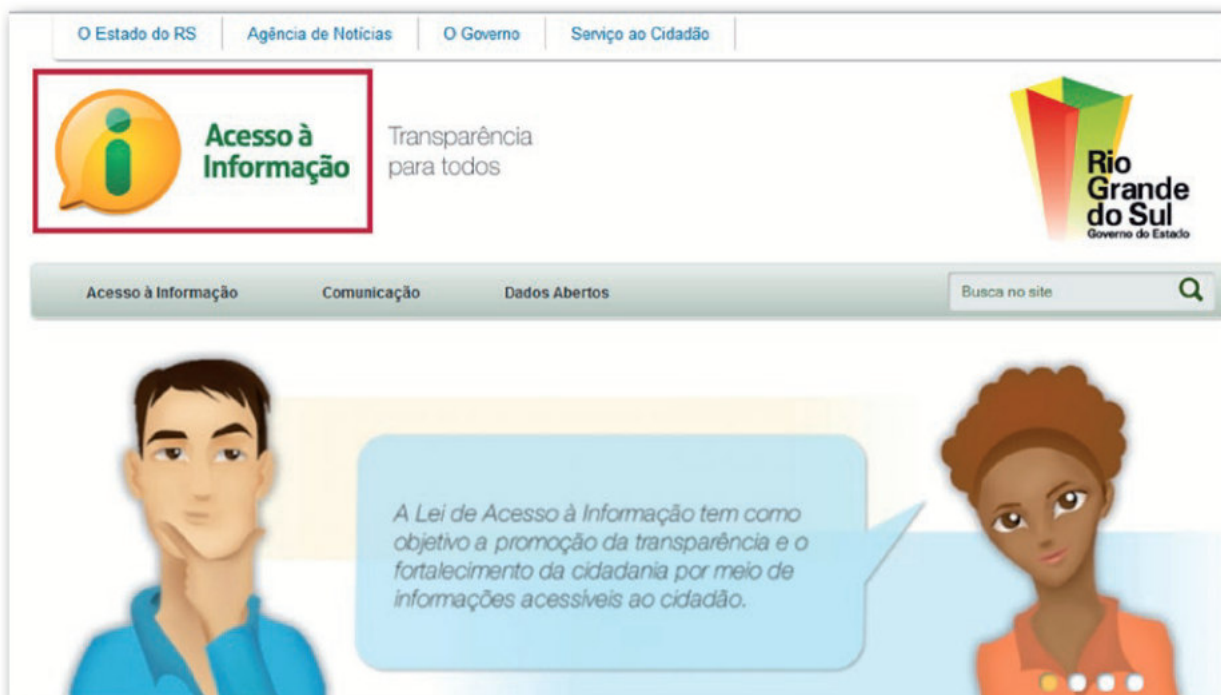 O Estado do RS Agência de Notícias O Governo Serviço ao Cidadão
Acesso à
Informação
Transparência
para todos
Rio
Grande
do Sul
Governo do Estado
Acesso à Informação Comunicação Dados Abertos Busca no site
A Lei de Acesso à Informação tem como
objetivo a promoção da transparência e o
fortalecimento da cidadania por meio de
informações acessíveis ao cidadão.